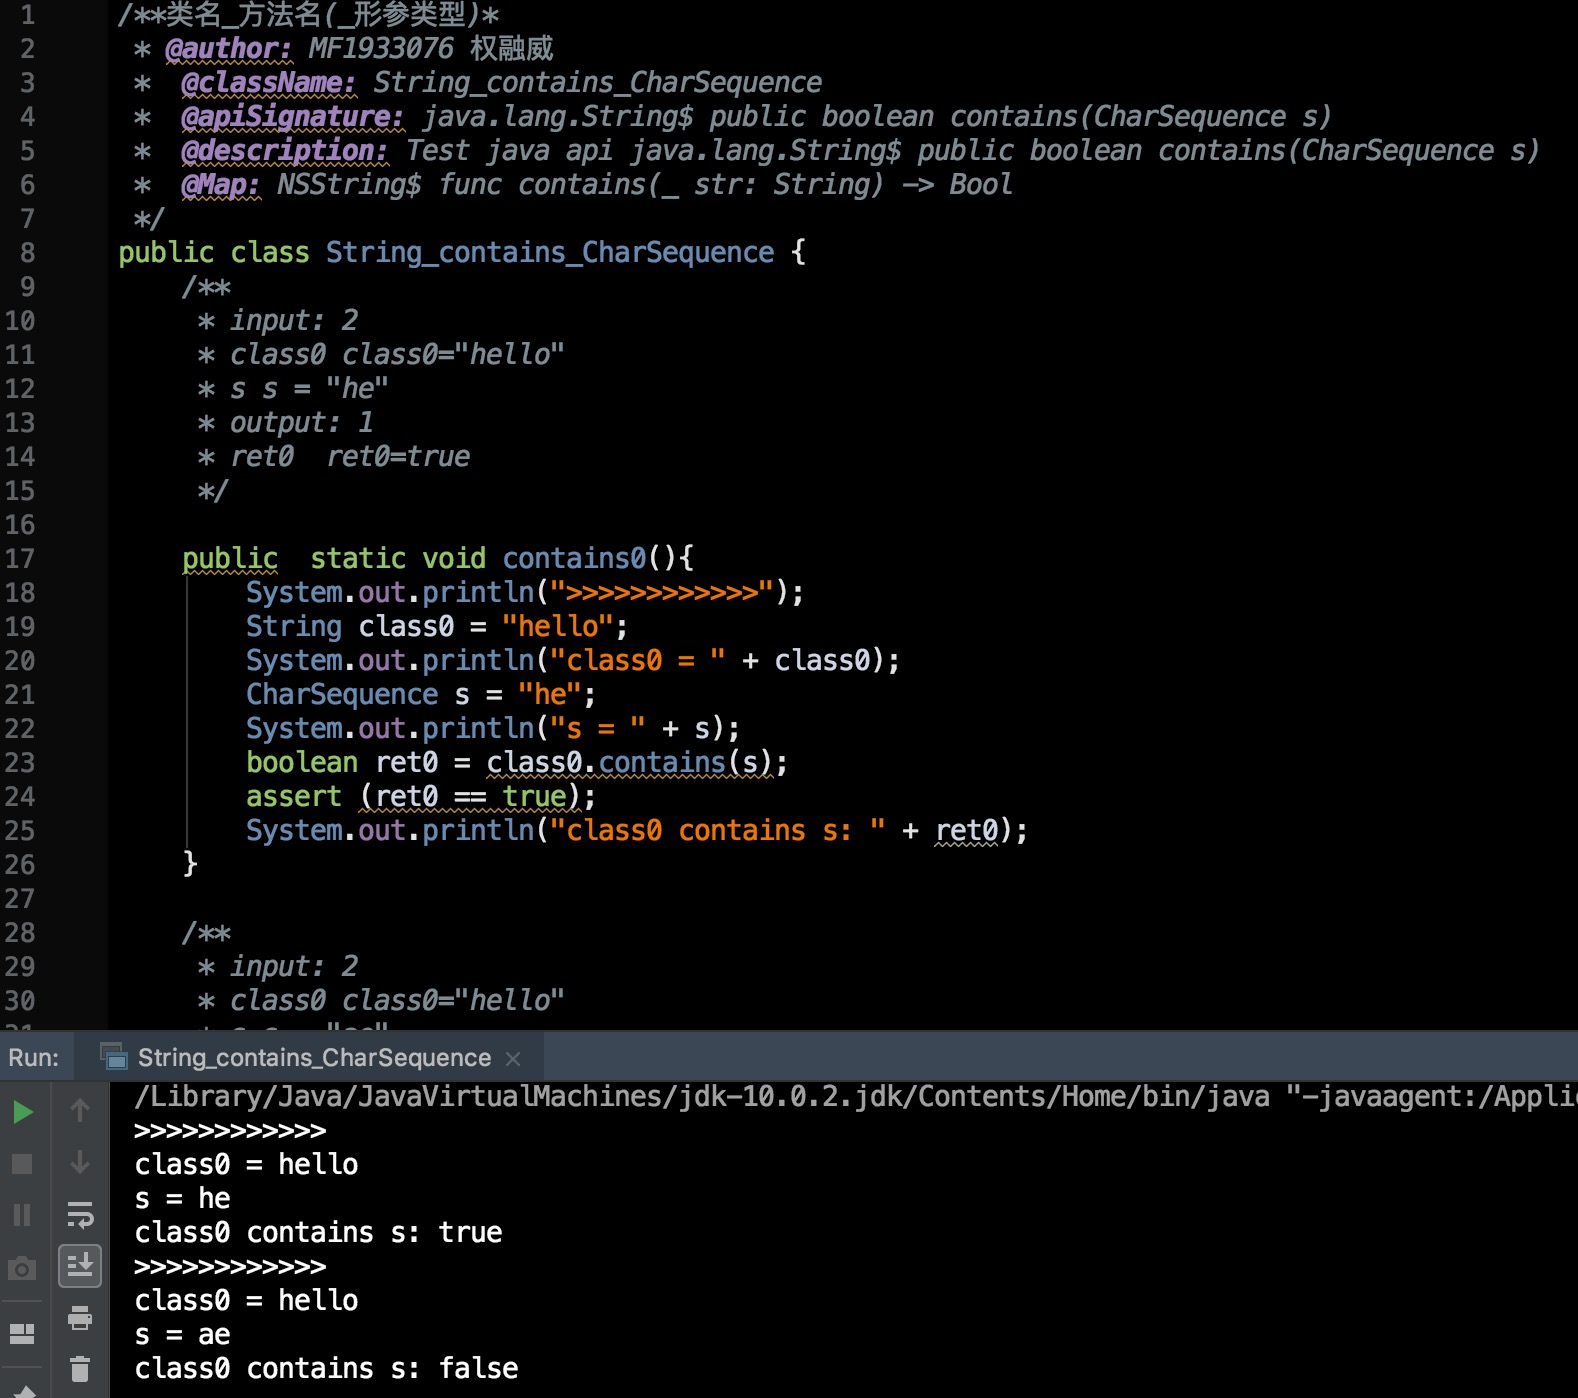 1 /**类名_方法名(_形参类型)*
2  * @author: MF1933076 权融威
3  *  @className: String_contains_CharSequence
4  *  @apiSignature: java.lang.String$ public boolean contains(CharSequence s)
5  *  @description: Test java api java.lang.String$ public boolean contains(CharSequence s)
6  *  @Map: NSString$ func contains(_ str: String) -> Bool
7  */
8 public class String_contains_CharSequence {
9     /**
10      * input: 2
11      * class0 class0="hello"
12      * s s = "he"
13      * output: 1
14      * ret0  ret0=true
15      */
16
17     public  static void contains0(){
18         System.out.println(">>>>>>>>>>>>");
19         String class0 = "hello";
20         System.out.println("class0 = " + class0);
21         CharSequence s = "he";
22         System.out.println("s = " + s);
23         boolean ret0 = class0.contains(s);
24         assert (ret0 == true);
25         System.out.println("class0 contains s: " + ret0);
26     }
27
28     /**
29      * input: 2
30      * class0 class0="hello"
Run: String_contains_CharSequence ×
/Library/Java/JavaVirtualMachines/jdk-10.0.2.jdk/Contents/Home/bin/java "-javaagent:/Appli
>>>>>>>>>>>>
class0 = hello
s = he
class0 contains s: true
>>>>>>>>>>>>
class0 = hello
s = ae
class0 contains s: false